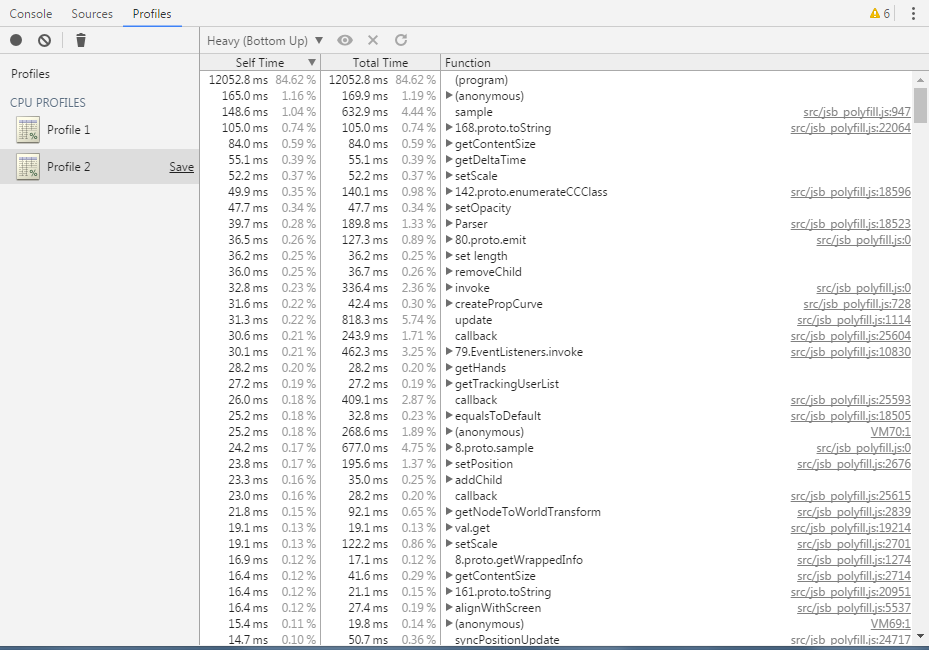 Console Sources Profiles 6
Heavy (Bottom Up)
Profiles
CPU PROFILES
Profile 1
Profile 2 Save
Self Time Total Time Function
12052.8 ms 84.62 % 12052.8 ms 84.62 % (program)
165.0 ms 1.16 % 169.9 ms 1.19 % (anonymous)
148.6 ms 1.04 % 632.9 ms 4.44 % sample src/jsb_polyfill.js:947
105.0 ms 0.74 % 105.0 ms 0.74 % 168.proto.toString src/jsb_polyfill.js:22064
84.0 ms 0.59 % 84.0 ms 0.59 % getContentSize
55.1 ms 0.39 % 55.1 ms 0.39 % getDeltaTime
52.2 ms 0.37 % 52.2 ms 0.37 % setScale
49.9 ms 0.35 % 140.1 ms 0.98 % 142.proto.enumerateCCClass src/jsb_polyfill.js:18596
47.7 ms 0.34 % 47.7 ms 0.34 % setOpacity
39.7 ms 0.28 % 189.8 ms 1.33 % Parser src/jsb_polyfill.js:18523
36.5 ms 0.26 % 127.3 ms 0.89 % 80.proto.emit src/jsb_polyfill.js:0
36.2 ms 0.25 % 36.2 ms 0.25 % set length
36.0 ms 0.25 % 36.7 ms 0.26 % removeChild
32.8 ms 0.23 % 336.4 ms 2.36 % invoke src/jsb_polyfill.js:0
31.6 ms 0.22 % 42.4 ms 0.30 % createPropCurve src/jsb_polyfill.js:728
31.3 ms 0.22 % 818.3 ms 5.74 % update src/jsb_polyfill.js:1114
30.6 ms 0.21 % 243.9 ms 1.71 % callback src/jsb_polyfill.js:25604
30.1 ms 0.21 % 462.3 ms 3.25 % 79.EventListeners.invoke src/jsb_polyfill.js:10830
28.2 ms 0.20 % 28.2 ms 0.20 % getHands
27.2 ms 0.19 % 27.2 ms 0.19 % getTrackingUserList
26.0 ms 0.18 % 409.1 ms 2.87 % callback src/jsb_polyfill.js:25593
25.2 ms 0.18 % 32.8 ms 0.23 % equalsToDefault src/jsb_polyfill.js:18505
25.2 ms 0.18 % 268.6 ms 1.89 % (anonymous) VM70:1
24.2 ms 0.17 % 677.0 ms 4.75 % 8.proto.sample src/jsb_polyfill.js:0
23.8 ms 0.17 % 195.6 ms 1.37 % setPosition src/jsb_polyfill.js:2676
23.3 ms 0.16 % 35.0 ms 0.25 % addChild
23.0 ms 0.16 % 28.2 ms 0.20 % callback src/jsb_polyfill.js:25615
21.8 ms 0.15 % 92.1 ms 0.65 % getNodeToWorldTransform src/jsb_polyfill.js:2839
19.1 ms 0.13 % 19.1 ms 0.13 % val.get src/jsb_polyfill.js:19214
19.1 ms 0.13 % 122.2 ms 0.86 % setScale src/jsb_polyfill.js:2701
16.9 ms 0.12 % 17.1 ms 0.12 % 8.proto.getWrappedInfo src/jsb_polyfill.js:1274
16.4 ms 0.12 % 41.6 ms 0.29 % getContentSize src/jsb_polyfill.js:2714
16.4 ms 0.12 % 21.1 ms 0.15 % 161.proto.toString src/jsb_polyfill.js:20951
16.4 ms 0.12 % 27.4 ms 0.19 % alignWithScreen src/jsb_polyfill.js:5537
15.4 ms 0.11 % 19.8 ms 0.14 % (anonymous) VM69:1
14.7 ms 0.10 % 50.7 ms 0.36 % syncPositionUpdate src/jsb_polyfill.js:24717